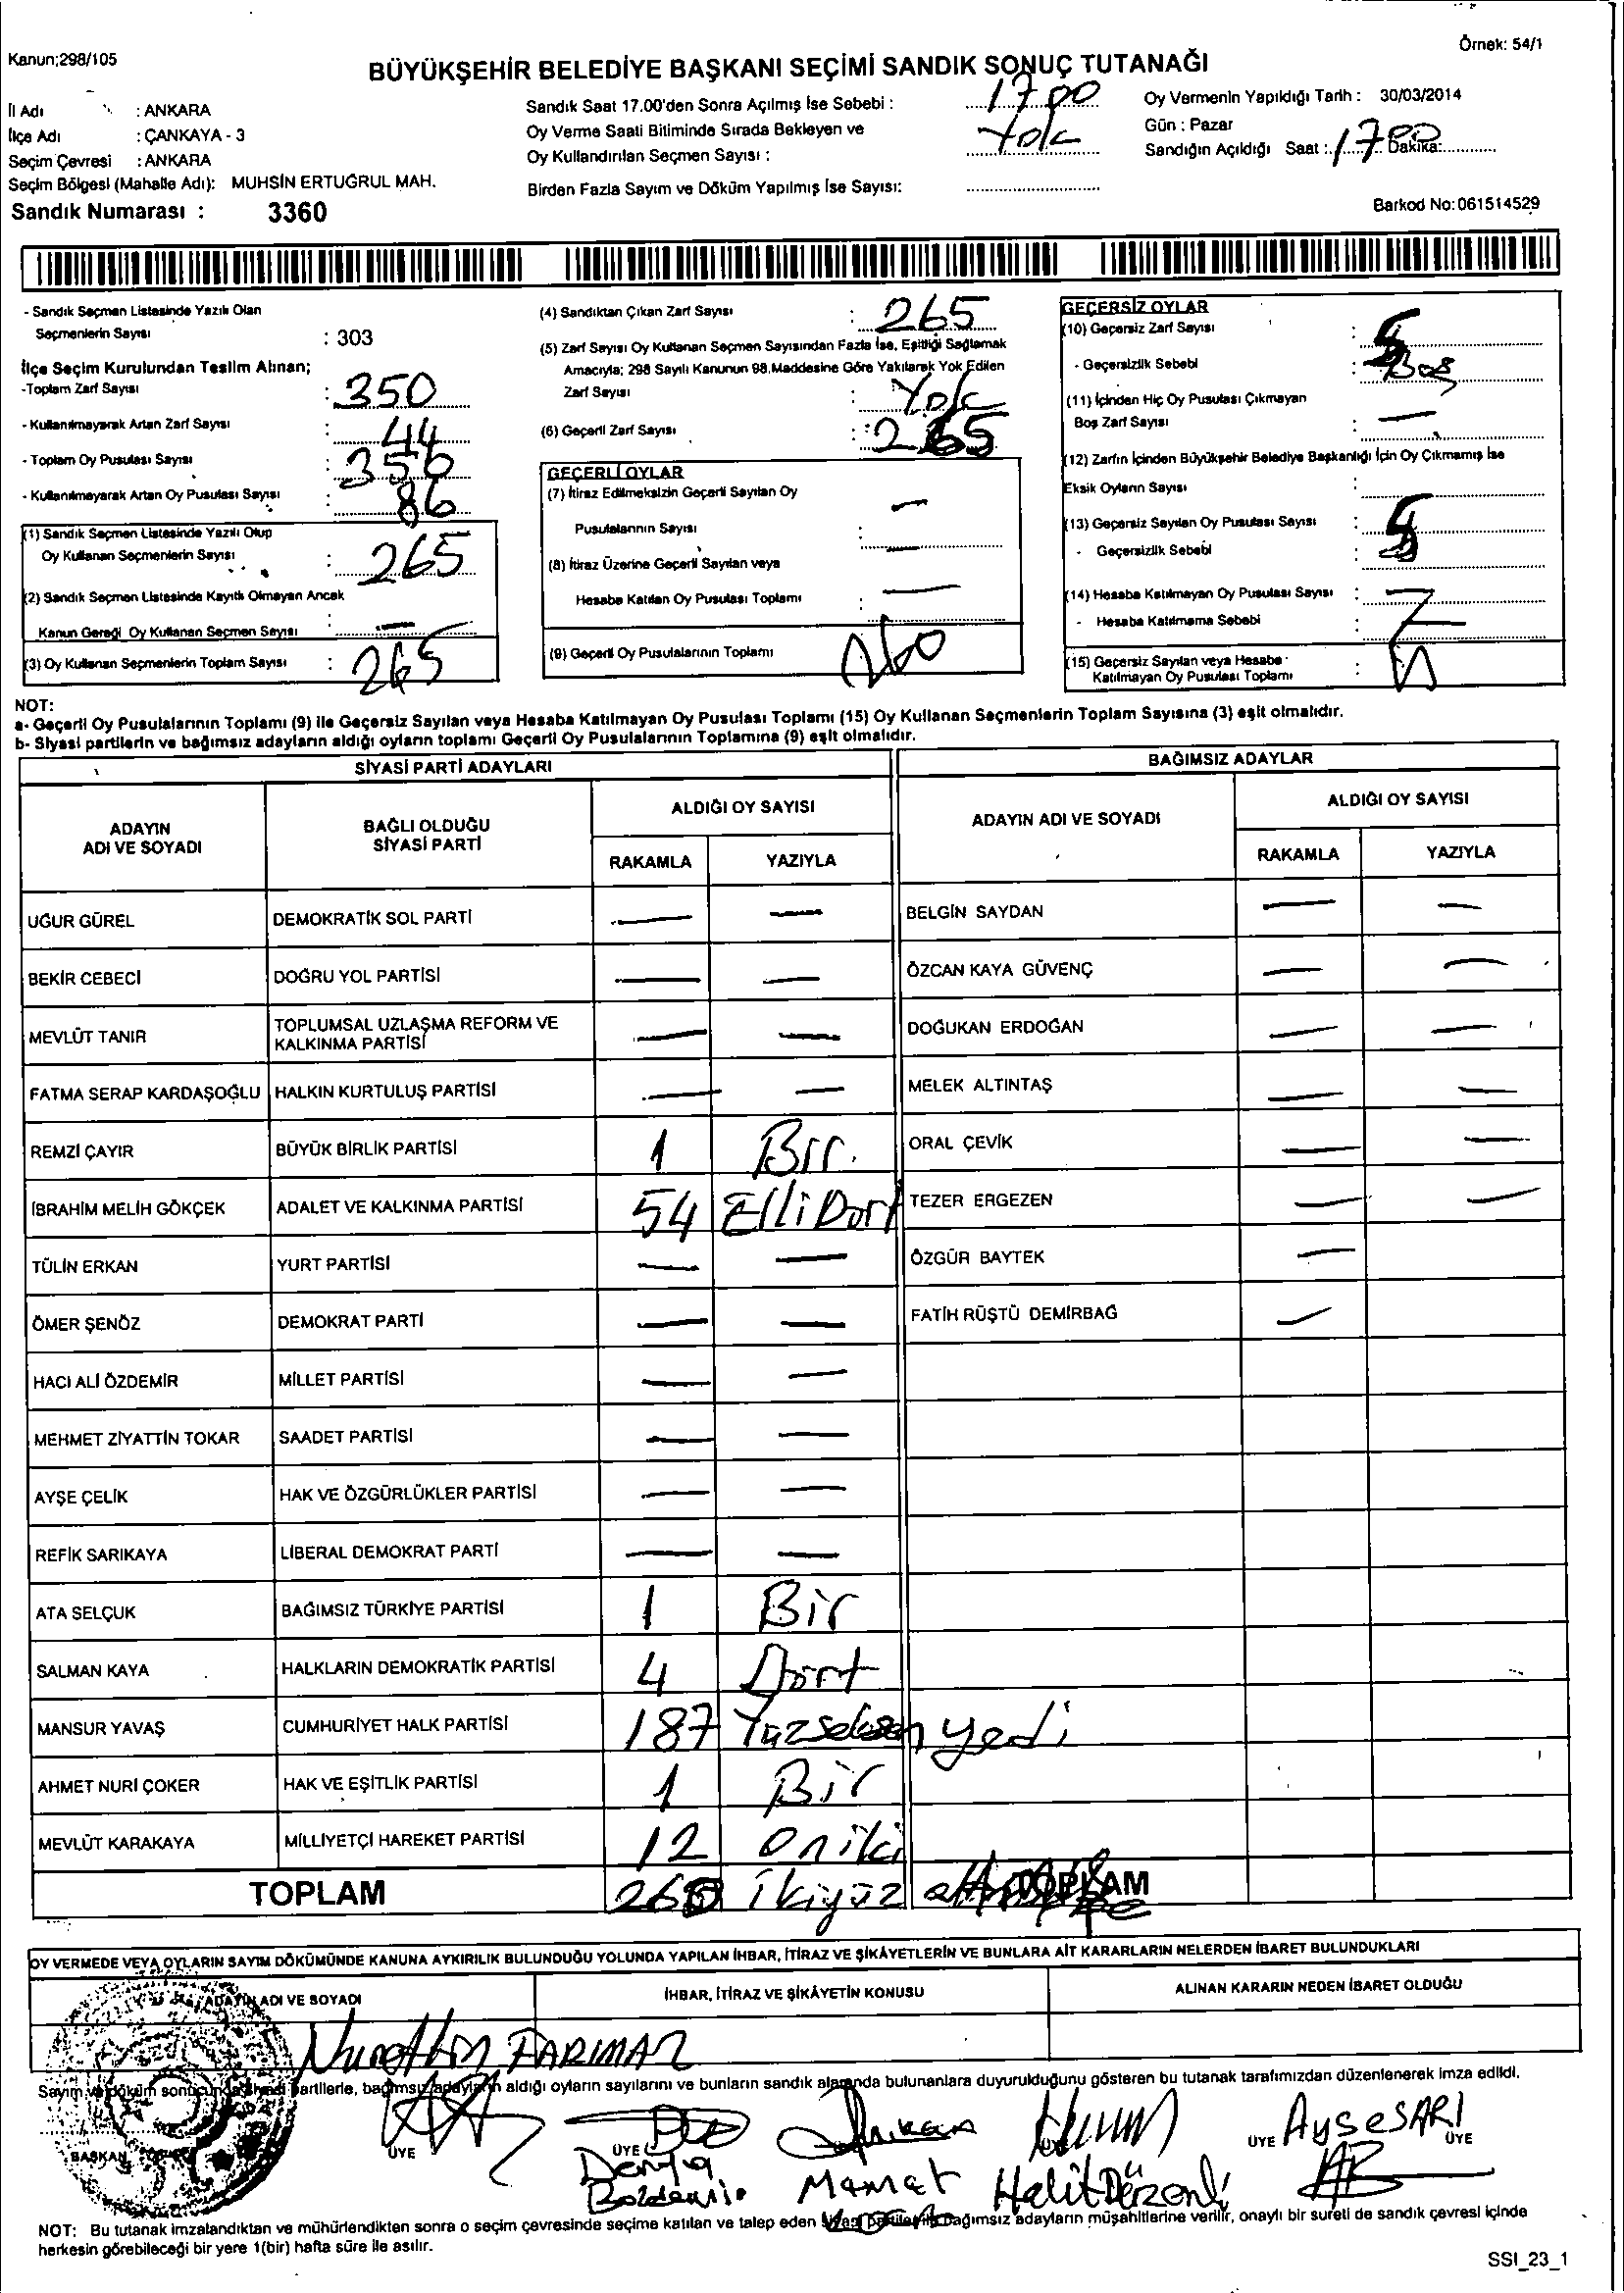 Örnek: 54/1
Kanun;298/105
BÜYÜKŞEHİR BELEDİYE BAŞKANI SEÇİMİ SANDIK SONUÇ TUTANAĞI
İl Adı : ANKARA
İlçe Adı : ÇANKAYA - 3
Seçim Çevresi : ANKARA
Seçim Bölgesi (Mahalle Adı): MUHSİN ERTUĞRUL MAH.
Sandık Numarası : 3360
Sandık Saat 17.00'den Sonra Açılmış İse Sebebi : 1700
Oy Verme Saati Bitiminde Sırada Bekleyen ve
Oy Kullandırılan Seçmen Sayısı : Yok
Birden Fazla Sayım ve Döküm Yapılmış İse Sayısı:
Oy Vermenin Yapıldığı Tarih : 30/03/2014
Gün : Pazar
Sandığın Açıldığı Saat : 1700 Dakika:
Barkod No:061514529
- Sandık Seçmen Listesinde Yazılı Olan
Seçmenlerin Sayısı : 303
İlçe Seçim Kurulundan Teslim Alınan;
-Toplam Zarf Sayısı : 350
- Kullanılmayarak Artan Zarf Sayısı : 44
- Toplam Oy Pusulası Sayısı : 356
- Kullanılmayarak Artan Oy Pusulası Sayısı : 86
(1) Sandık Seçmen Listesinde Yazılı Olup
Oy Kullanan Seçmenlerin Sayısı : 265
(2) Sandık Seçmen Listesinde Kayıtlı Olmayan Ancak
Kanun Gereği Oy Kullanan Seçmen Sayısı : —
(3) Oy Kullanan Seçmenlerin Toplam Sayısı : 265
(4) Sandıktan Çıkan Zarf Sayısı : 265
(5) Zarf Sayısı Oy Kullanan Seçmen Sayısından Fazla İse, Eşitliği Sağlamak
Amacıyla; 298 Sayılı Kanunun 98.Maddesine Göre Yakılarak Yok Edilen
Zarf Sayısı : Yok
(6) Geçerli Zarf Sayısı : 265
GEÇERLİ OYLAR
(7) İtiraz Edilmeksizin Geçerli Sayılan Oy
Pusulalarının Sayısı : —
(8) İtiraz Üzerine Geçerli Sayılan veya
Hesaba Katılan Oy Pusulası Toplamı : —
(9) Geçerli Oy Pusulalarının Toplamı
GEÇERSİZ OYLAR
(10) Geçersiz Zarf Sayısı : 5
- Geçersizlik Sebebi : Boş
(11) İçinden Hiç Oy Pusulası Çıkmayan
Boş Zarf Sayısı : —
(12) Zarfın İçinden Büyükşehir Belediye Başkanlığı İçin Oy Çıkmamış İse
Eksik Oyların Sayısı :
(13) Geçersiz Sayılan Oy Pusulası Sayısı : 5
- Geçersizlik Sebebi :
(14) Hesaba Katılmayan Oy Pusulası Sayısı :
- Hesaba Katılmama Sebebi :
(15) Geçersiz Sayılan veya Hesaba
Katılmayan Oy Pusulası Toplamı :
NOT:
a- Geçerli Oy Pusulalarının Toplamı (9) ile Geçersiz Sayılan veya Hesaba Katılmayan Oy Pusulası Toplamı (15) Oy Kullanan Seçmenlerin Toplam Sayısına (3) eşit olmalıdır.
b- Siyasi partilerin ve bağımsız adayların aldığı oyların toplamı Geçerli Oy Pusulalarının Toplamına (9) eşit olmalıdır.
SİYASİ PARTİ ADAYLARI
ADAYIN ADI VE SOYADI
BAĞLI OLDUĞU SİYASİ PARTİ
ALDIĞI OY SAYISI
RAKAMLA YAZIYLA
UĞUR GÜREL DEMOKRATİK SOL PARTİ — —
BEKİR CEBECİ DOĞRU YOL PARTİSİ — —
MEVLÜT TANIR TOPLUMSAL UZLAŞMA REFORM VE KALKINMA PARTİSİ — —
FATMA SERAP KARDAŞOĞLU HALKIN KURTULUŞ PARTİSİ — —
REMZİ ÇAYIR BÜYÜK BİRLİK PARTİSİ 1 Bir.
İBRAHİM MELİH GÖKÇEK ADALET VE KALKINMA PARTİSİ 54 Elli Dort
TÜLİN ERKAN YURT PARTİSİ — —
ÖMER ŞENÖZ DEMOKRAT PARTİ — —
HACI ALİ ÖZDEMİR MİLLET PARTİSİ — —
MEHMET ZİYATTİN TOKAR SAADET PARTİSİ — —
AYŞE ÇELİK HAK VE ÖZGÜRLÜKLER PARTİSİ — —
REFİK SARIKAYA LİBERAL DEMOKRAT PARTİ — —
ATA SELÇUK BAĞIMSIZ TÜRKİYE PARTİSİ 1 Bir
SALMAN KAYA HALKLARIN DEMOKRATİK PARTİSİ 4 Dört
MANSUR YAVAŞ CUMHURİYET HALK PARTİSİ 187 Yüzseksen yedi
AHMET NURİ ÇOKER HAK VE EŞİTLİK PARTİSİ 1 Bir
MEVLÜT KARAKAYA MİLLİYETÇİ HAREKET PARTİSİ 12 oniki
TOPLAM 260 ikiyüz
BAĞIMSIZ ADAYLAR
ADAYIN ADI VE SOYADI
ALDIĞI OY SAYISI
RAKAMLA YAZIYLA
BELGİN SAYDAN — —
ÖZCAN KAYA GÜVENÇ — —
DOĞUKAN ERDOĞAN — —
MELEK ALTINTAŞ — —
ORAL ÇEVİK — —
TEZER ERGEZEN — —
ÖZGÜR BAYTEK —
FATİH RÜŞTÜ DEMİRBAĞ —
TOPLAM
OY VERMEDE VEYA OYLARIN SAYIM DÖKÜMÜNDE KANUNA AYKIRILIK BULUNDUĞU YOLUNDA YAPILAN İHBAR, İTİRAZ VE ŞİKÂYETLERİN VE BUNLARA AİT KARARLARIN NELERDEN İBARET BULUNDUKLARI
ADAYIN ADI VE SOYADI
İHBAR, İTİRAZ VE ŞİKÂYETİN KONUSU
ALINAN KARARIN NEDEN İBARET OLDUĞU
Nurettin
Sayım ve döküm sonucunda siyasi partilerle, bağımsız adayların aldığı oyların sayılarını ve bunların sandık alanında bulunanlara duyurulduğunu gösteren bu tutanak tarafımızdan düzenlenerek imza edildi.
Ayşe SARI
BAŞKAN ÜYE ÜYE ÜYE ÜYE
Halit Düzenli
NOT: Bu tutanak imzalandıktan ve mühürlendikten sonra o seçim çevresinde seçime katılan ve talep eden siyasi partiler ile bağımsız adayların müşahitlerine verilir, onaylı bir sureti de sandık çevresi içinde
herkesin görebileceği bir yere 1(bir) hafta süre ile asılır.
SSI_23_1